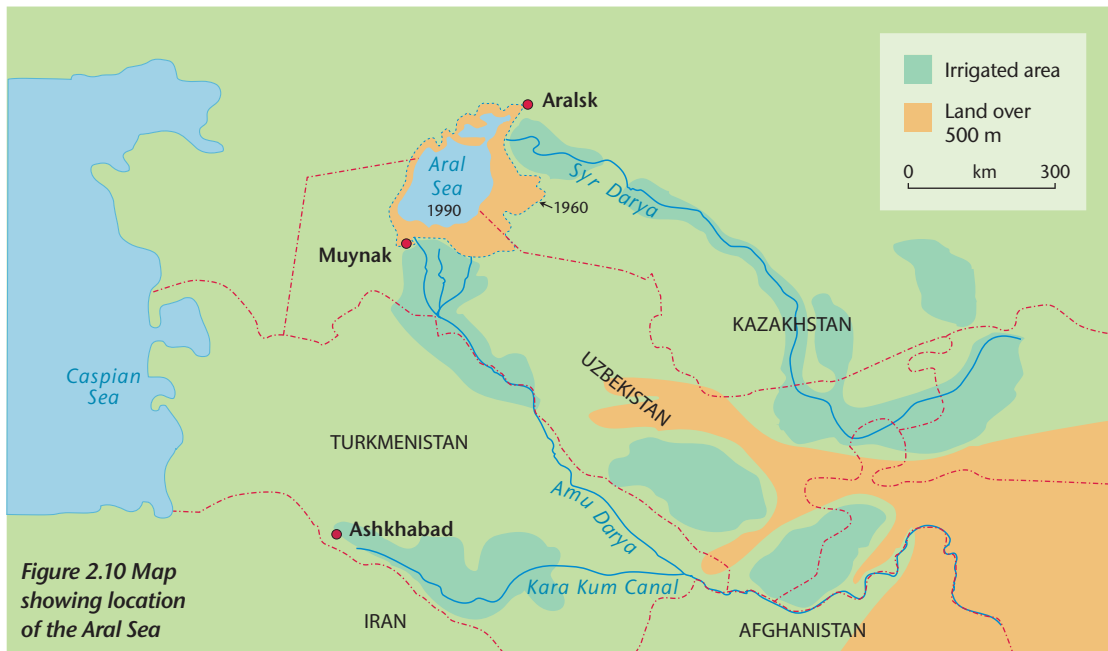 Irrigated area
Land over
500 m
0 km 300
Aralsk
Aral
Sea
1990
1960
Syr Darya
Muynak
KAZAKHSTAN
UZBEKISTAN
Caspian
Sea
TURKMENISTAN
Amu Darya
Ashkhabad
Kara Kum Canal
IRAN
AFGHANISTAN
Figure 2.10 Map
showing location
of the Aral Sea